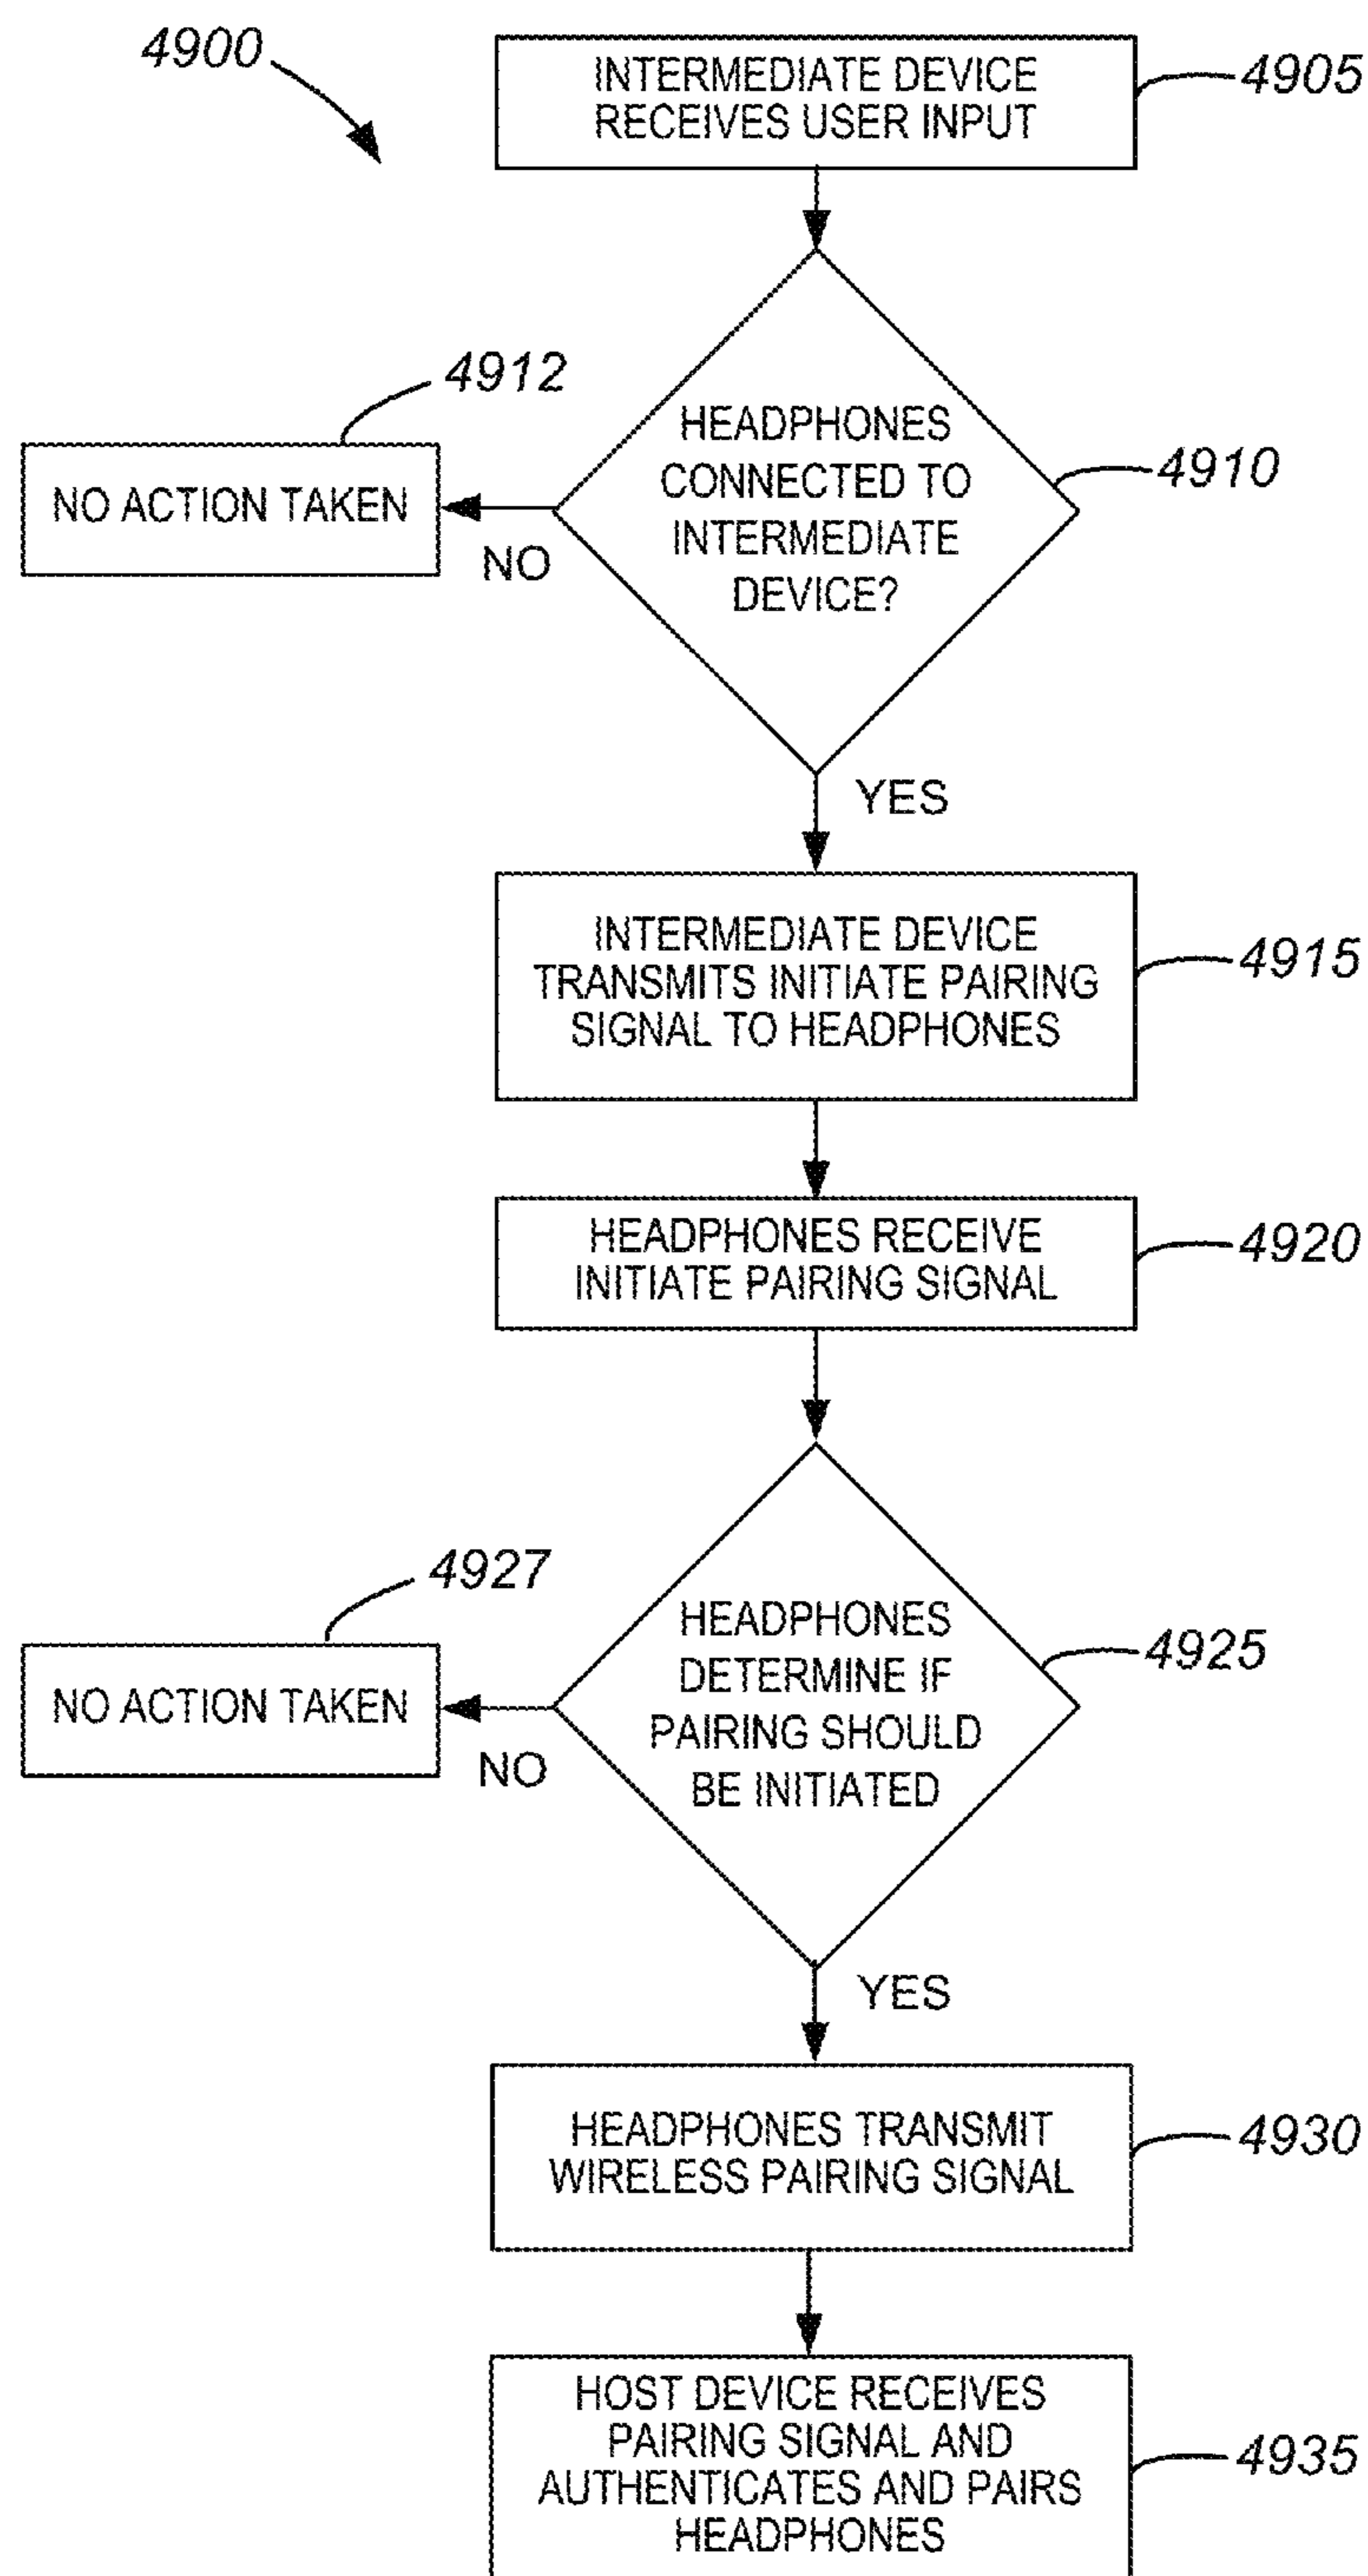 4900
INTERMEDIATE DEVICE
RECEIVES USER INPUT
4905
HEADPHONES
CONNECTED TO
INTERMEDIATE
DEVICE?
4910
4912
NO ACTION TAKEN
NO
YES
INTERMEDIATE DEVICE
TRANSMITS INITIATE PAIRING
SIGNAL TO HEADPHONES
4915
HEADPHONES RECEIVE
INITIATE PAIRING SIGNAL
4920
HEADPHONES
DETERMINE IF
PAIRING SHOULD
BE INITIATED
4925
4927
NO ACTION TAKEN
NO
YES
HEADPHONES TRANSMIT
WIRELESS PAIRING SIGNAL
4930
HOST DEVICE RECEIVES
PAIRING SIGNAL AND
AUTHENTICATES AND PAIRS
HEADPHONES
4935